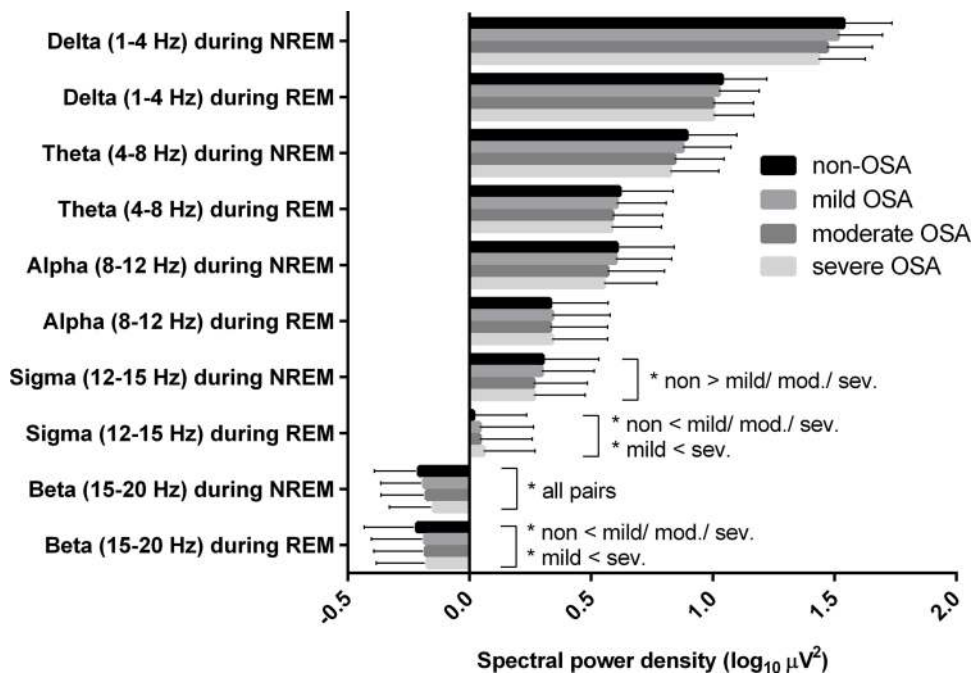 Delta (1-4 Hz) during NREM
Delta (1-4 Hz) during REM
Theta (4-8 Hz) during NREM
Theta (4-8 Hz) during REM
Alpha (8-12 Hz) during NREM
Alpha (8-12 Hz) during REM
Sigma (12-15 Hz) during NREM
Sigma (12-15 Hz) during REM
Beta (15-20 Hz) during NREM
Beta (15-20 Hz) during REM
non-OSA
mild OSA
moderate OSA
severe OSA
* non > mild/ mod./ sev.
* non < mild/ mod./ sev.
* mild < sev.
* all pairs
* non < mild/ mod./ sev.
* mild < sev.
-0.5 0.0 0.5 1.0 1.5 2.0
Spectral power density (log₁₀ μV²)